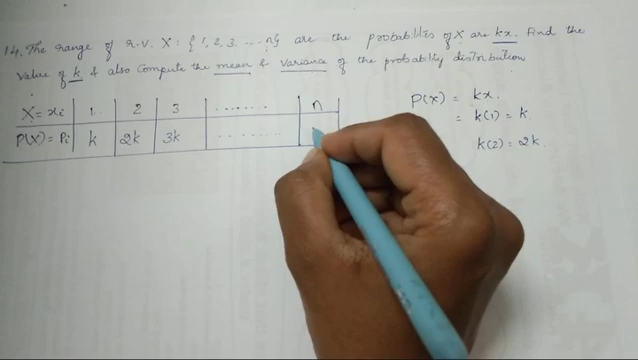 14. The range of r.v. X : { 1, 2, 3 ..... n} are the probabilites of X are kx. Find the
value of k & also compute the mean & variance of the probability distribution
X = xi 1 2 3 ........ n
P(X) = Pi k 2k 3k ........
P(x) = kx.
= k(1) = k.
k(2) = 2k.